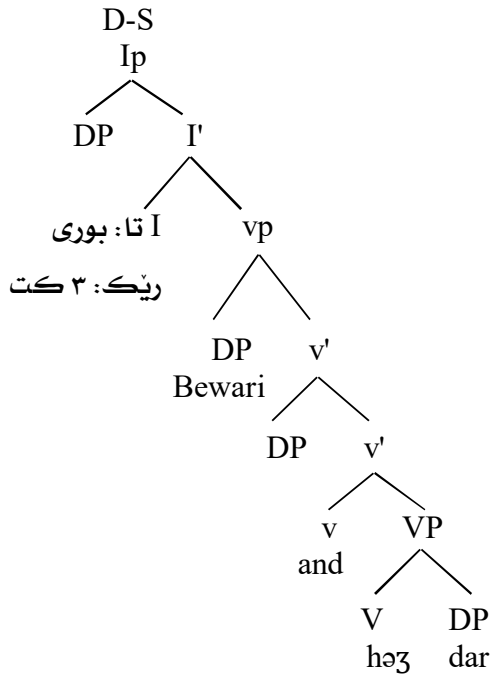 D-S
Ip
DP I'
تا: بوری I vp
ڕێک: ٣ کت
DP v'
Bewari
DP v'
v VP
and
V DP
həʒ dar